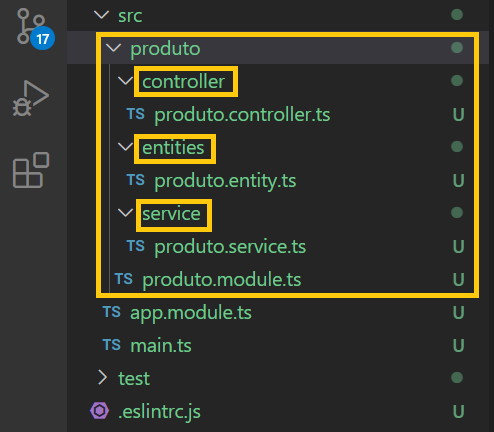 src
produto
controller
TS produto.controller.ts U
entities
TS produto.entity.ts U
service
TS produto.service.ts U
TS produto.module.ts U
TS app.module.ts U
TS main.ts U
test
.eslintrc.js U
17